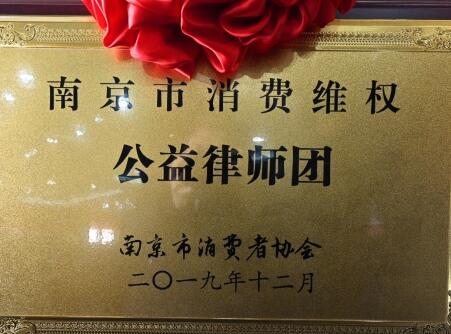 南京市消费维权
公益律师团
南京市消费者协会
二〇一九年十二月